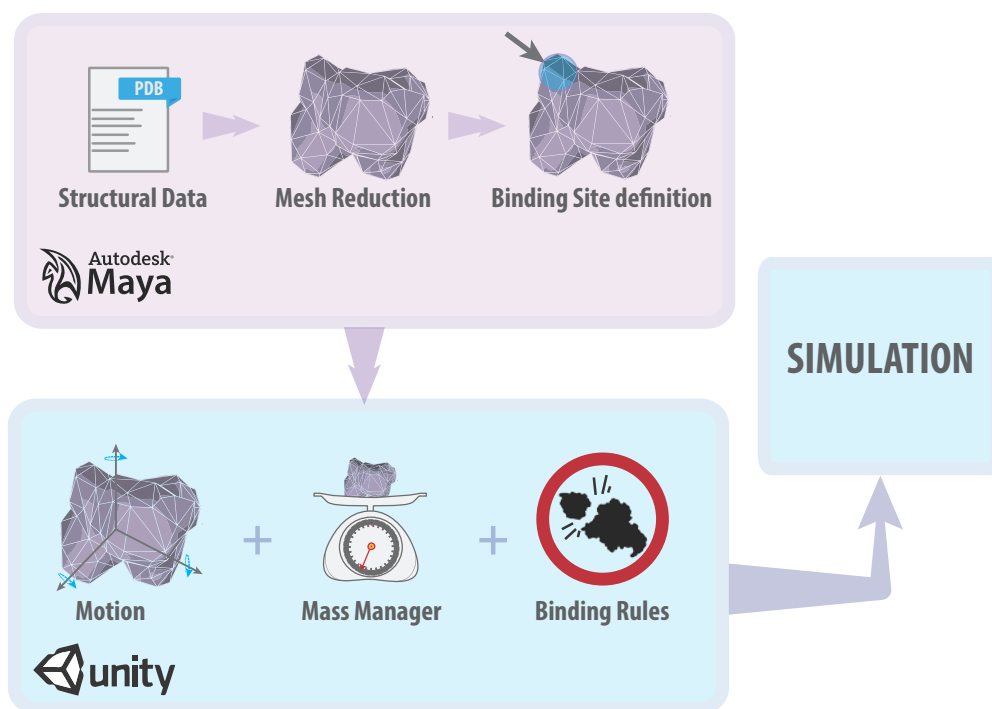 PDB
Structural Data
Mesh Reduction
Binding Site definition
Autodesk®
Maya
SIMULATION
Motion
+
Mass Manager
+
Binding Rules
unity